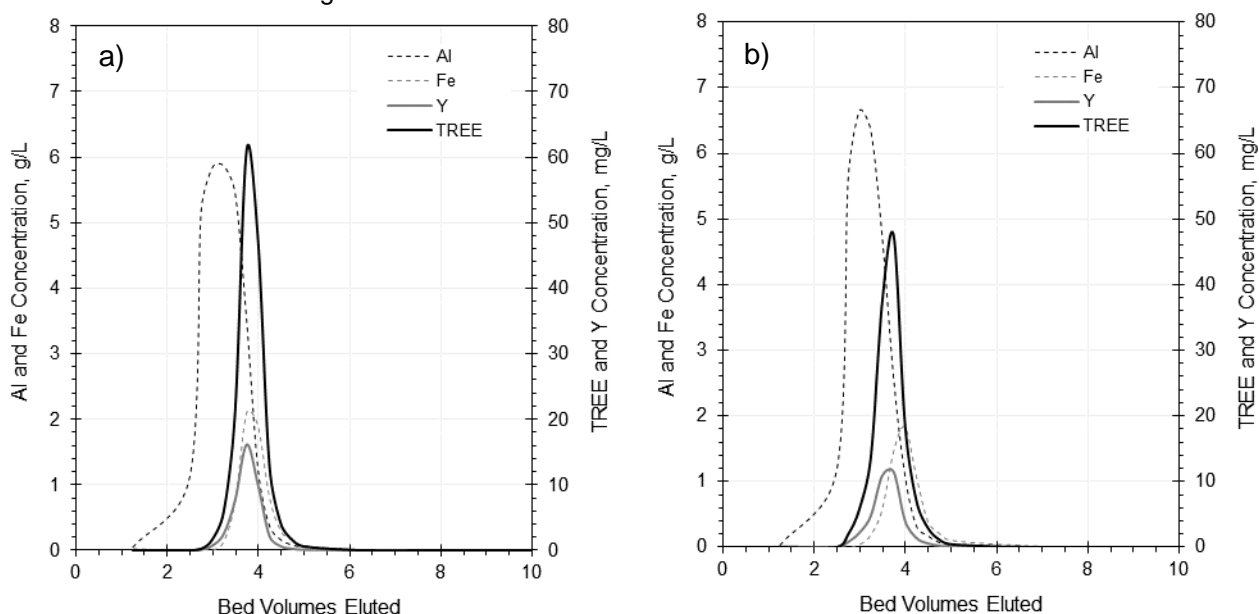 a)
Al
Fe
Y
TREE
Al and Fe Concentration, g/L
8
7
6
5
4
3
2
1
0
TREE and Y Concentration, mg/L
80
70
60
50
40
30
20
10
0
0 2 4 6 8 10
Bed Volumes Eluted
b)
Al
Fe
Y
TREE
Al and Fe Concentration, g/L
8
7
6
5
4
3
2
1
0
TREE and Y Concentration, mg/L
80
70
60
50
40
30
20
10
0
0 2 4 6 8 10
Bed Volumes Eluted